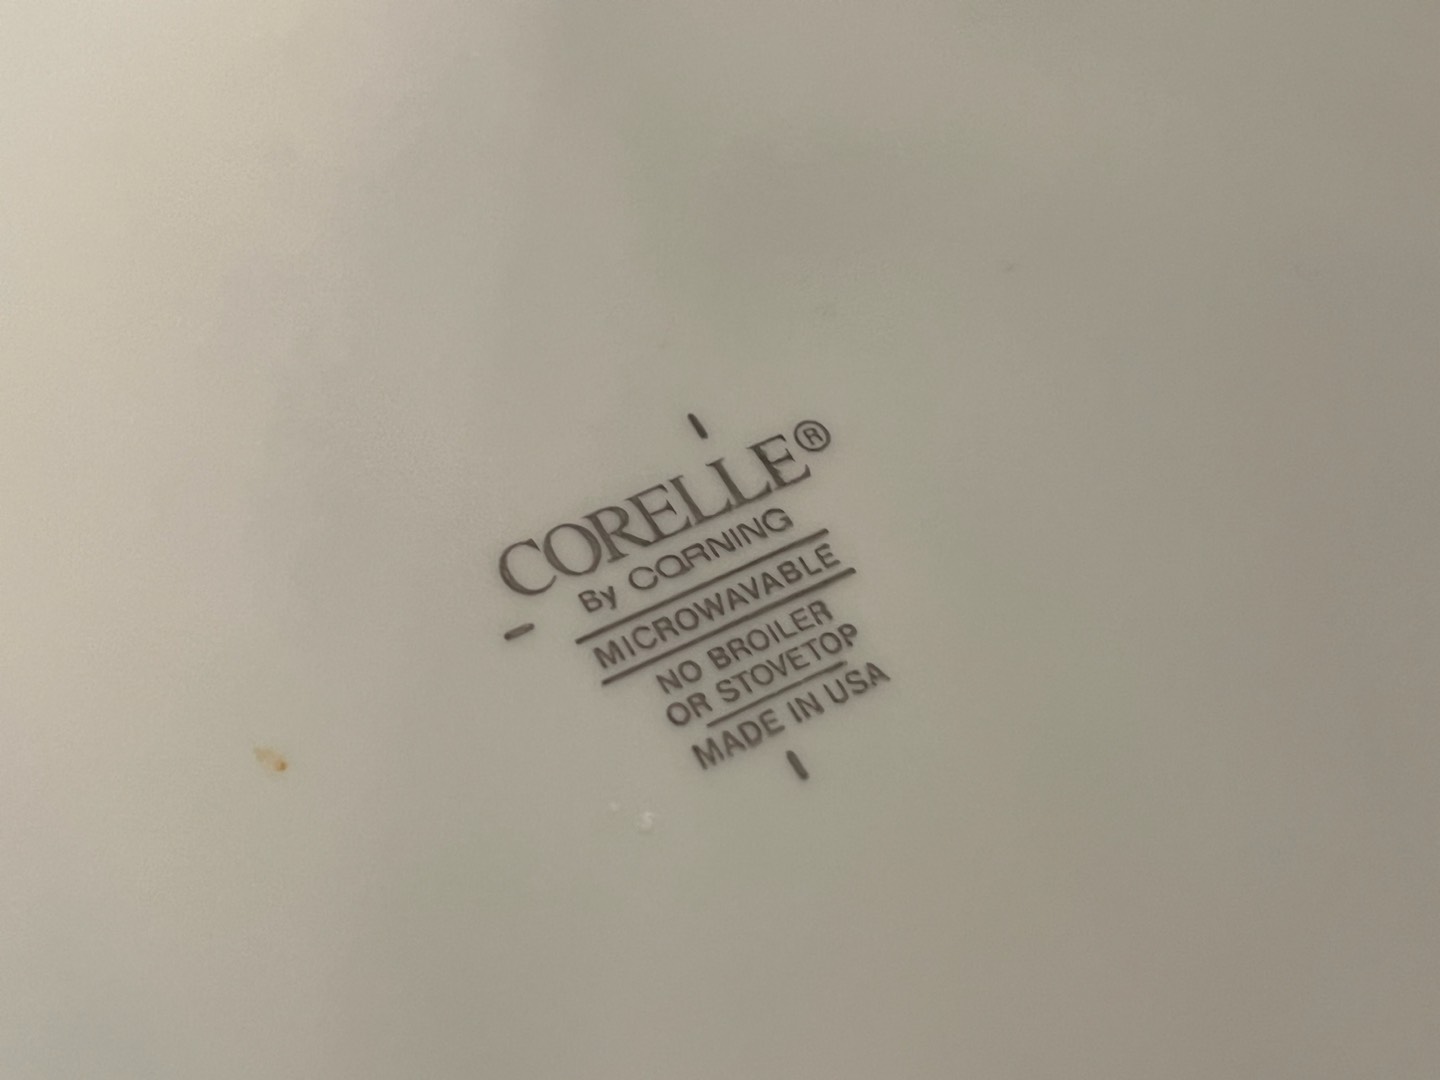 CORELLE®
By CORNING
MICROWAVABLE
NO BROILER
OR STOVETOP
MADE IN USA